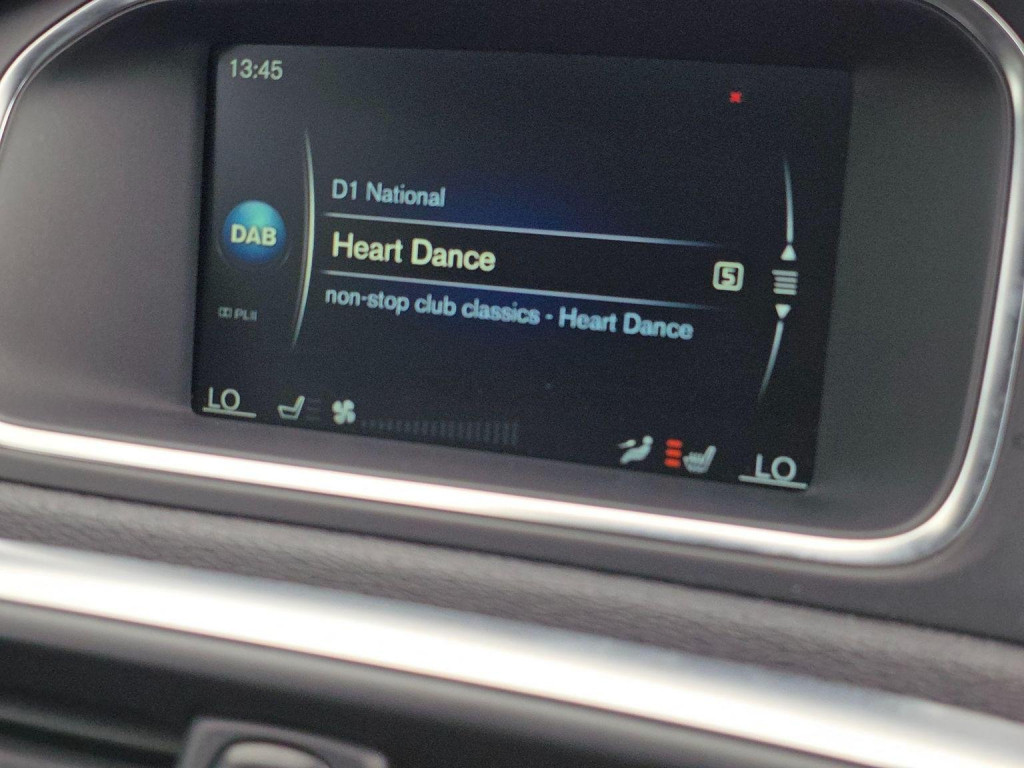 13:45
D1 National
DAB
Heart Dance
5
non-stop club classics - Heart Dance
PLII
LO
LO